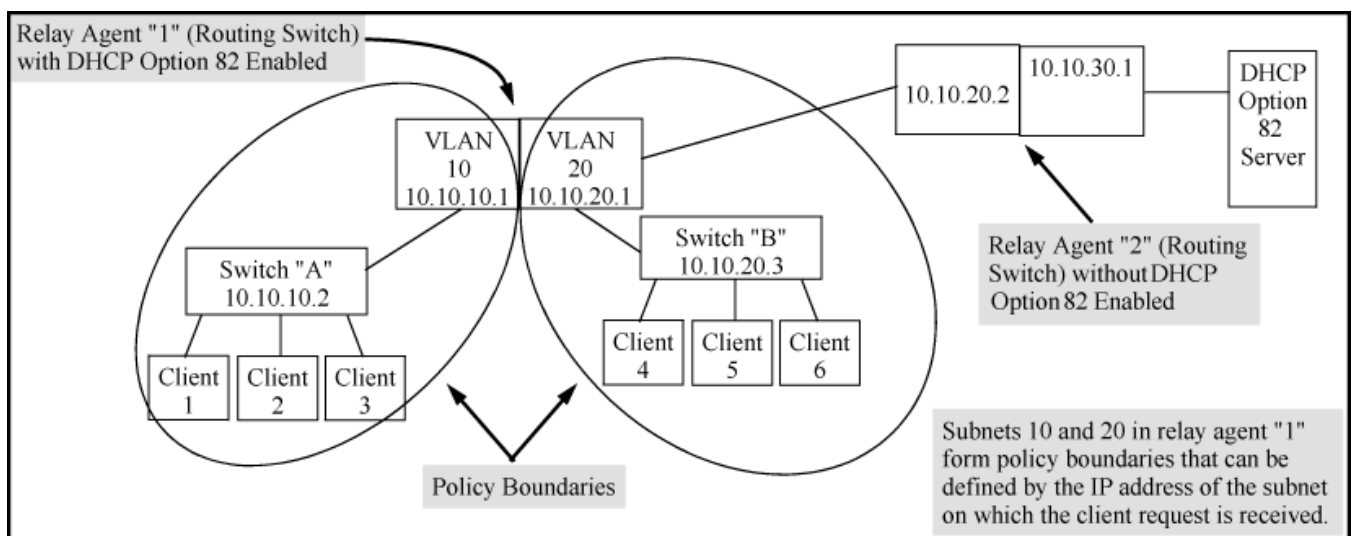 Relay Agent "1" (Routing Switch)
with DHCP Option 82 Enabled
VLAN
10
10.10.10.1
VLAN
20
10.10.20.1
10.10.20.2
10.10.30.1
DHCP
Option
82
Server
Switch "A"
10.10.10.2
Switch "B"
10.10.20.3
Relay Agent "2" (Routing
Switch) without DHCP
Option 82 Enabled
Client
1
Client
2
Client
3
Client
4
Client
5
Client
6
Policy Boundaries
Subnets 10 and 20 in relay agent "1"
form policy boundaries that can be
defined by the IP address of the subnet
on which the client request is received.